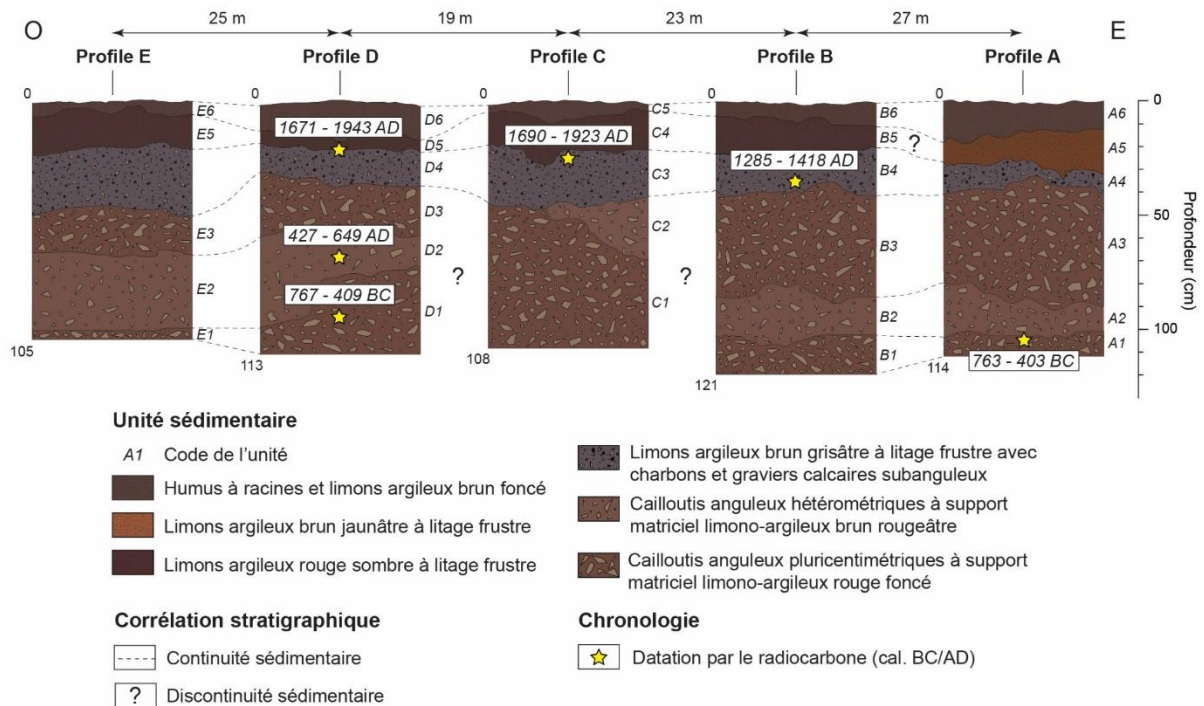 25 m 19 m 23 m 27 m
O E
Profile E Profile D Profile C Profile B Profile A
0 0 0 0 0 0
E6 D6 C5 B6 A6
1671 - 1943 AD 1690 - 1923 AD
E5 D5 C4 B5 ? A5
1285 - 1418 AD
D4 C3 B4 A4
50
E3 D3 C2
427 - 649 AD
D2 B3 A3
? ?
E2 767 - 409 BC
D1 C1
B2 A2
100
E1 B1 A1
105 113 108 121 114
763 - 403 BC
Profondeur (cm)
Unité sédimentaire
A1 Code de l'unité
Humus à racines et limons argileux brun foncé
Limons argileux brun jaunâtre à litage frustre
Limons argileux rouge sombre à litage frustre
Limons argileux brun grisâtre à litage frustre avec
charbons et graviers calcaires subanguleux
Cailloutis anguleux hétérométriques à support
matriciel limono-argileux brun rougeâtre
Cailloutis anguleux pluricentimétriques à support
matriciel limono-argileux rouge foncé
Corrélation stratigraphique
Continuité sédimentaire
? Discontinuité sédimentaire
Chronologie
Datation par le radiocarbone (cal. BC/AD)